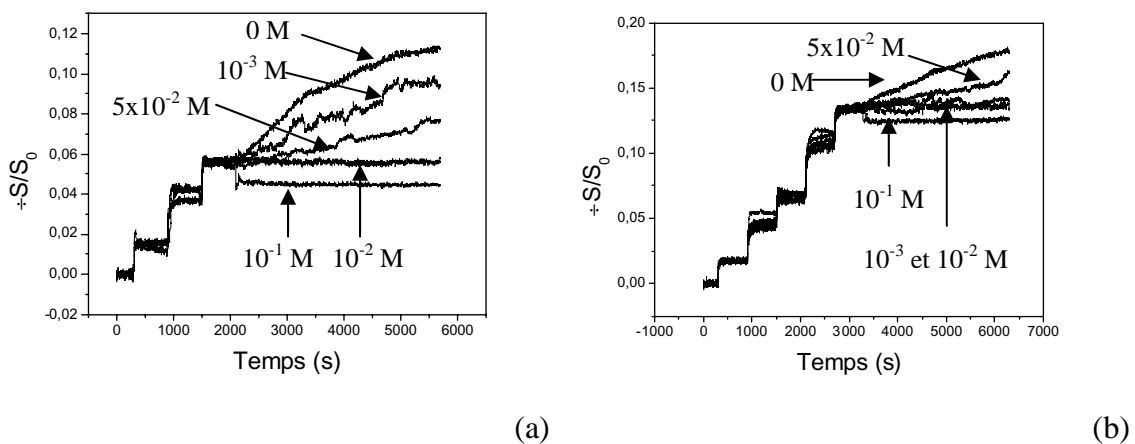 0 M
10⁻³ M
5x10⁻² M
10⁻¹ M
10⁻² M
0,12
0,10
0,08
0,06
0,04
0,02
0,00
-0,02
÷S/S₀
0 1000 2000 3000 4000 5000 6000
Temps (s)
(a)
5x10⁻² M
0 M
10⁻¹ M
10⁻³ et 10⁻² M
0,20
0,15
0,10
0,05
0,00
÷S/S₀
-1000 0 1000 2000 3000 4000 5000 6000 7000
Temps (s)
(b)